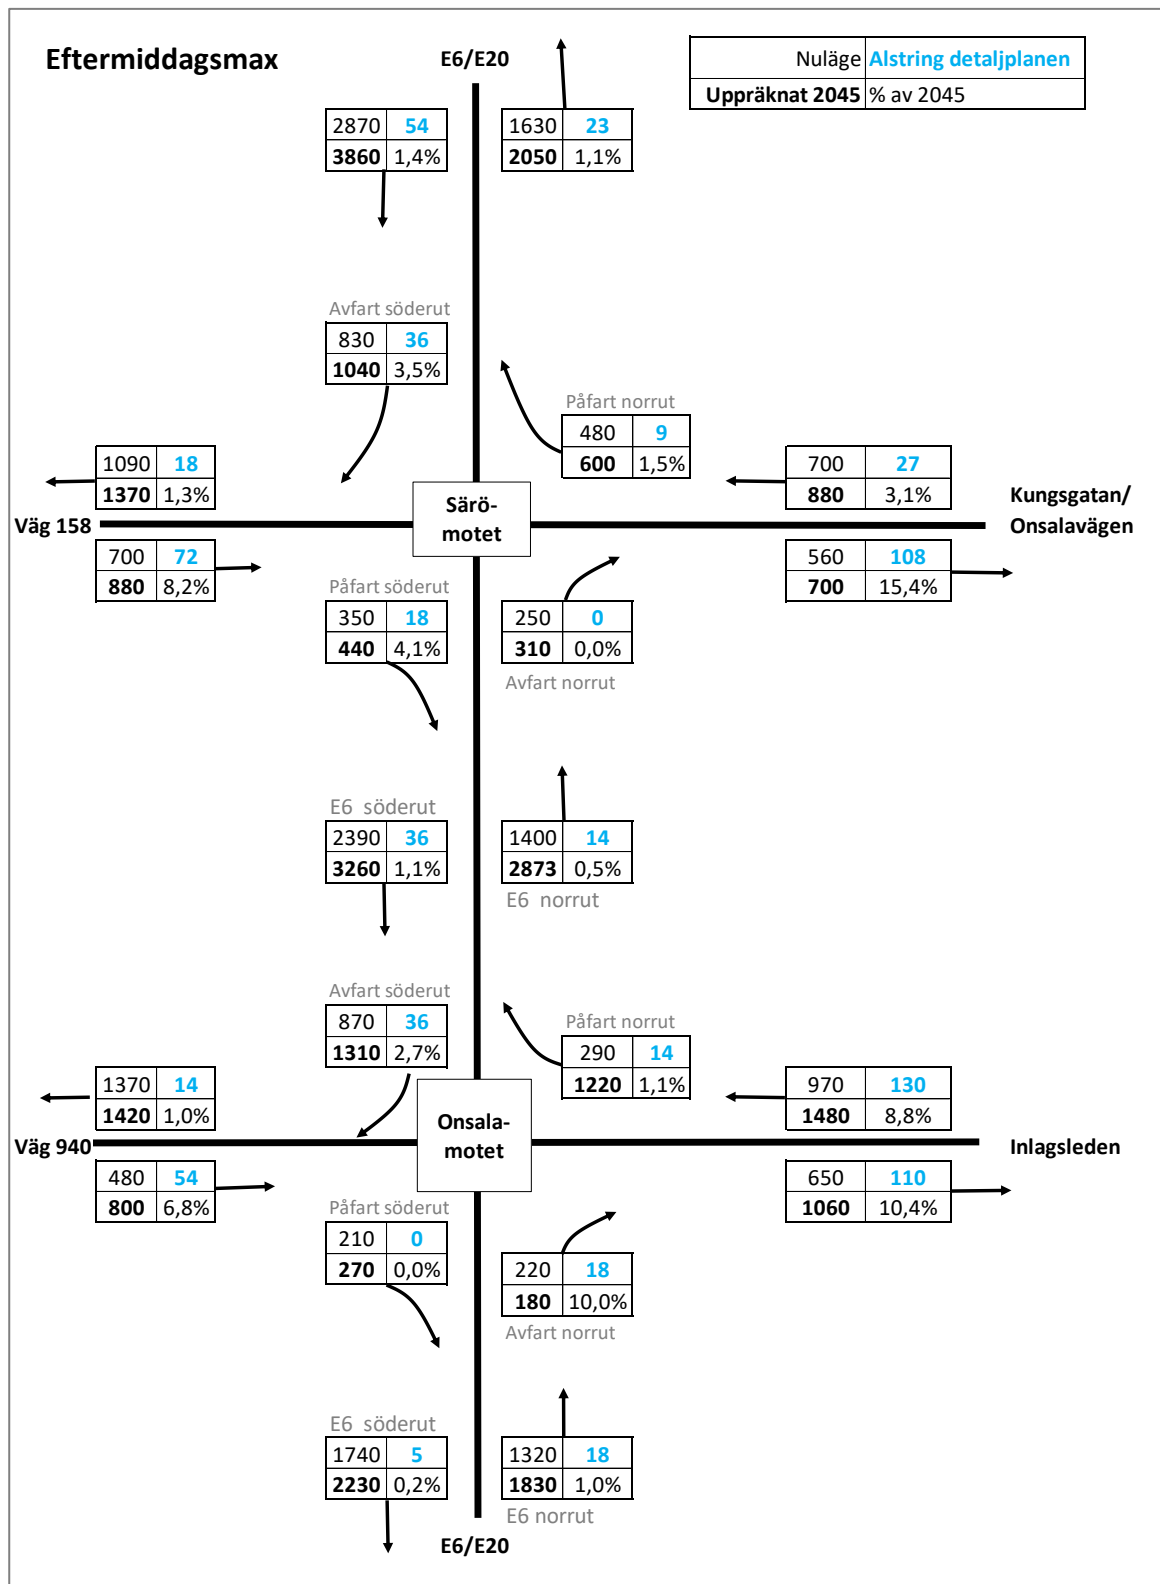 Eftermiddagsmax
E6/E20
Nuläge Alstring detaljplanen
Uppräknat 2045 % av 2045
2870 54
3860 1,4%
1630 23
2050 1,1%
Avfart söderut
830 36
1040 3,5%
Påfart norrut
480 9
600 1,5%
1090 18
1370 1,3%
700 27
880 3,1%
Väg 158
Särö-
motet
Kungsgatan/
Onsalavägen
700 72
880 8,2%
560 108
700 15,4%
Påfart söderut
350 18
440 4,1%
250 0
310 0,0%
Avfart norrut
E6 söderut
2390 36
3260 1,1%
1400 14
2873 0,5%
E6 norrut
Avfart söderut
870 36
1310 2,7%
Påfart norrut
290 14
1220 1,1%
1370 14
1420 1,0%
970 130
1480 8,8%
Väg 940
Onsala-
motet
Inlagsleden
480 54
800 6,8%
650 110
1060 10,4%
Påfart söderut
210 0
270 0,0%
220 18
180 10,0%
Avfart norrut
E6 söderut
1740 5
2230 0,2%
1320 18
1830 1,0%
E6 norrut
E6/E20